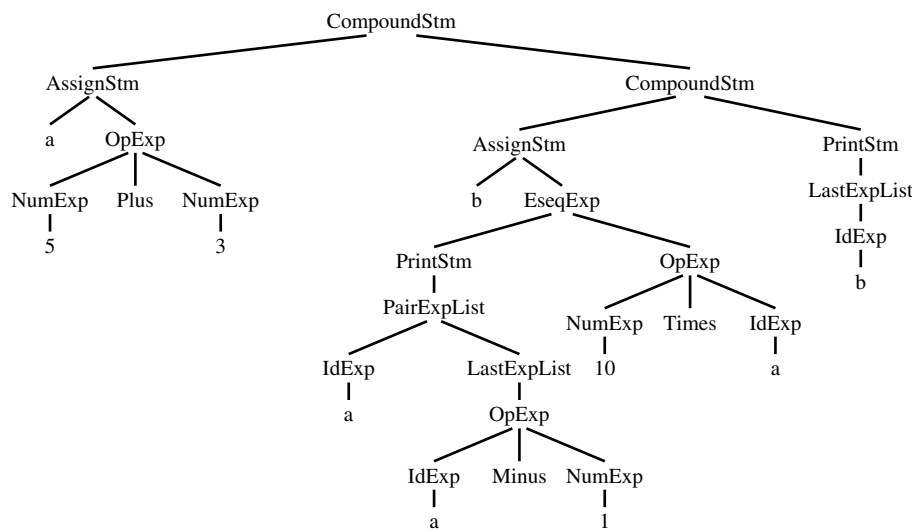 CompoundStm
AssignStm CompoundStm
a OpExp AssignStm PrintStm
NumExp Plus NumExp b EseqExp LastExpList
5 3 IdExp
PrintStm OpExp b
PairExpList
NumExp Times IdExp
IdExp LastExpList 10 a
a OpExp
IdExp Minus NumExp
a 1